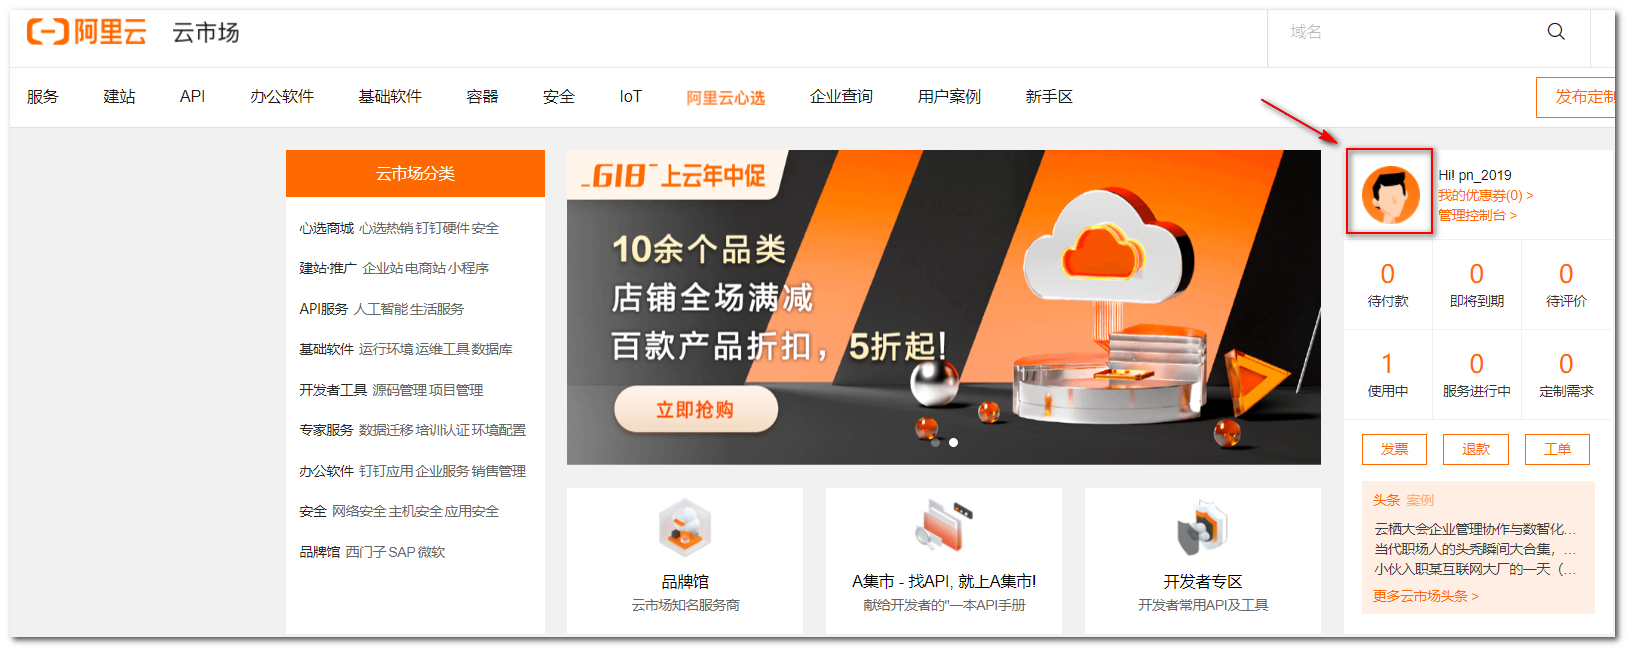 阿里云 云市场
域名
服务 建站 API 办公软件 基础软件 容器 安全 IoT 阿里云心选 企业查询 用户案例 新手区
发布定制
云市场分类
心选商城 心选热销 钉钉硬件 安全
建站·推广 企业站 电商站 小程序
API服务 人工智能 生活服务
基础软件 运行环境 运维工具 数据库
开发者工具 源码管理 项目管理
专家服务 数据迁移 培训认证 环境配置
办公软件 钉钉应用 企业服务 销售管理
安全 网络安全 主机安全 应用安全
品牌馆 西门子 SAP 微软
618 上云年中促
10余个品类
店铺全场满减
百款产品折扣，5折起!
立即抢购
品牌馆
云市场知名服务商
A集市 - 找API, 就上A集市!
献给开发者的"一本API手册
开发者专区
开发者常用API及工具
Hi! pn_2019
我的优惠券(0) >
管理控制台 >
0 0 0
待付款 即将到期 待评价
1 0 0
使用中 服务进行中 定制需求
发票 退款 工单
头条 案例
云栖大会企业管理协作与数智化...
当代职场人的头秃瞬间大合集，...
小伙入职某互联网大厂的一天（...
更多云市场头条 >